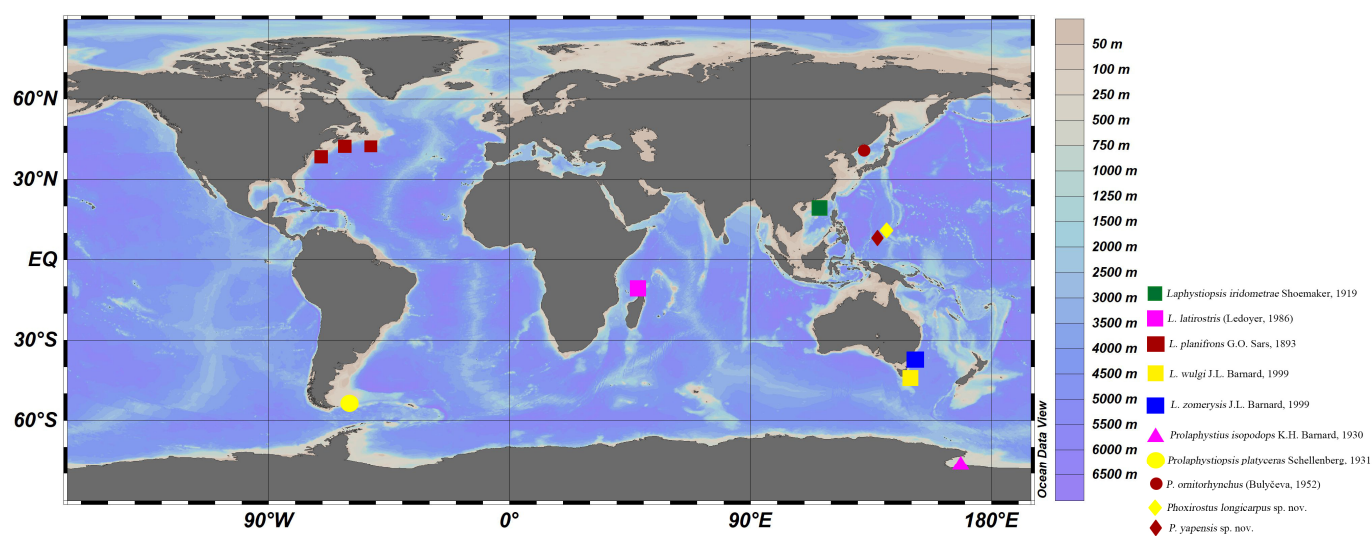 60°N
30°N
EQ
30°S
60°S
90°W
0°
90°E
180°E
Ocean Data View
50 m
100 m
250 m
500 m
750 m
1000 m
1250 m
1500 m
2000 m
2500 m
3000 m
3500 m
4000 m
4500 m
5000 m
5500 m
6000 m
6500 m
Laphystiopsis iridometrae Shoemaker, 1919
L. latirostris (Ledoyer, 1986)
L. planifrons G.O. Sars, 1893
L. wulgi J.L. Barnard, 1999
L. zomerysis J.L. Barnard, 1999
Prolaphystius isopodops K.H. Barnard, 1930
Prolaphystiopsis platyceras Schellenberg, 1931
P. ornitorhynchus (Bulyčeva, 1952)
Phoxirostus longicarpus sp. nov.
P. yapensis sp. nov.